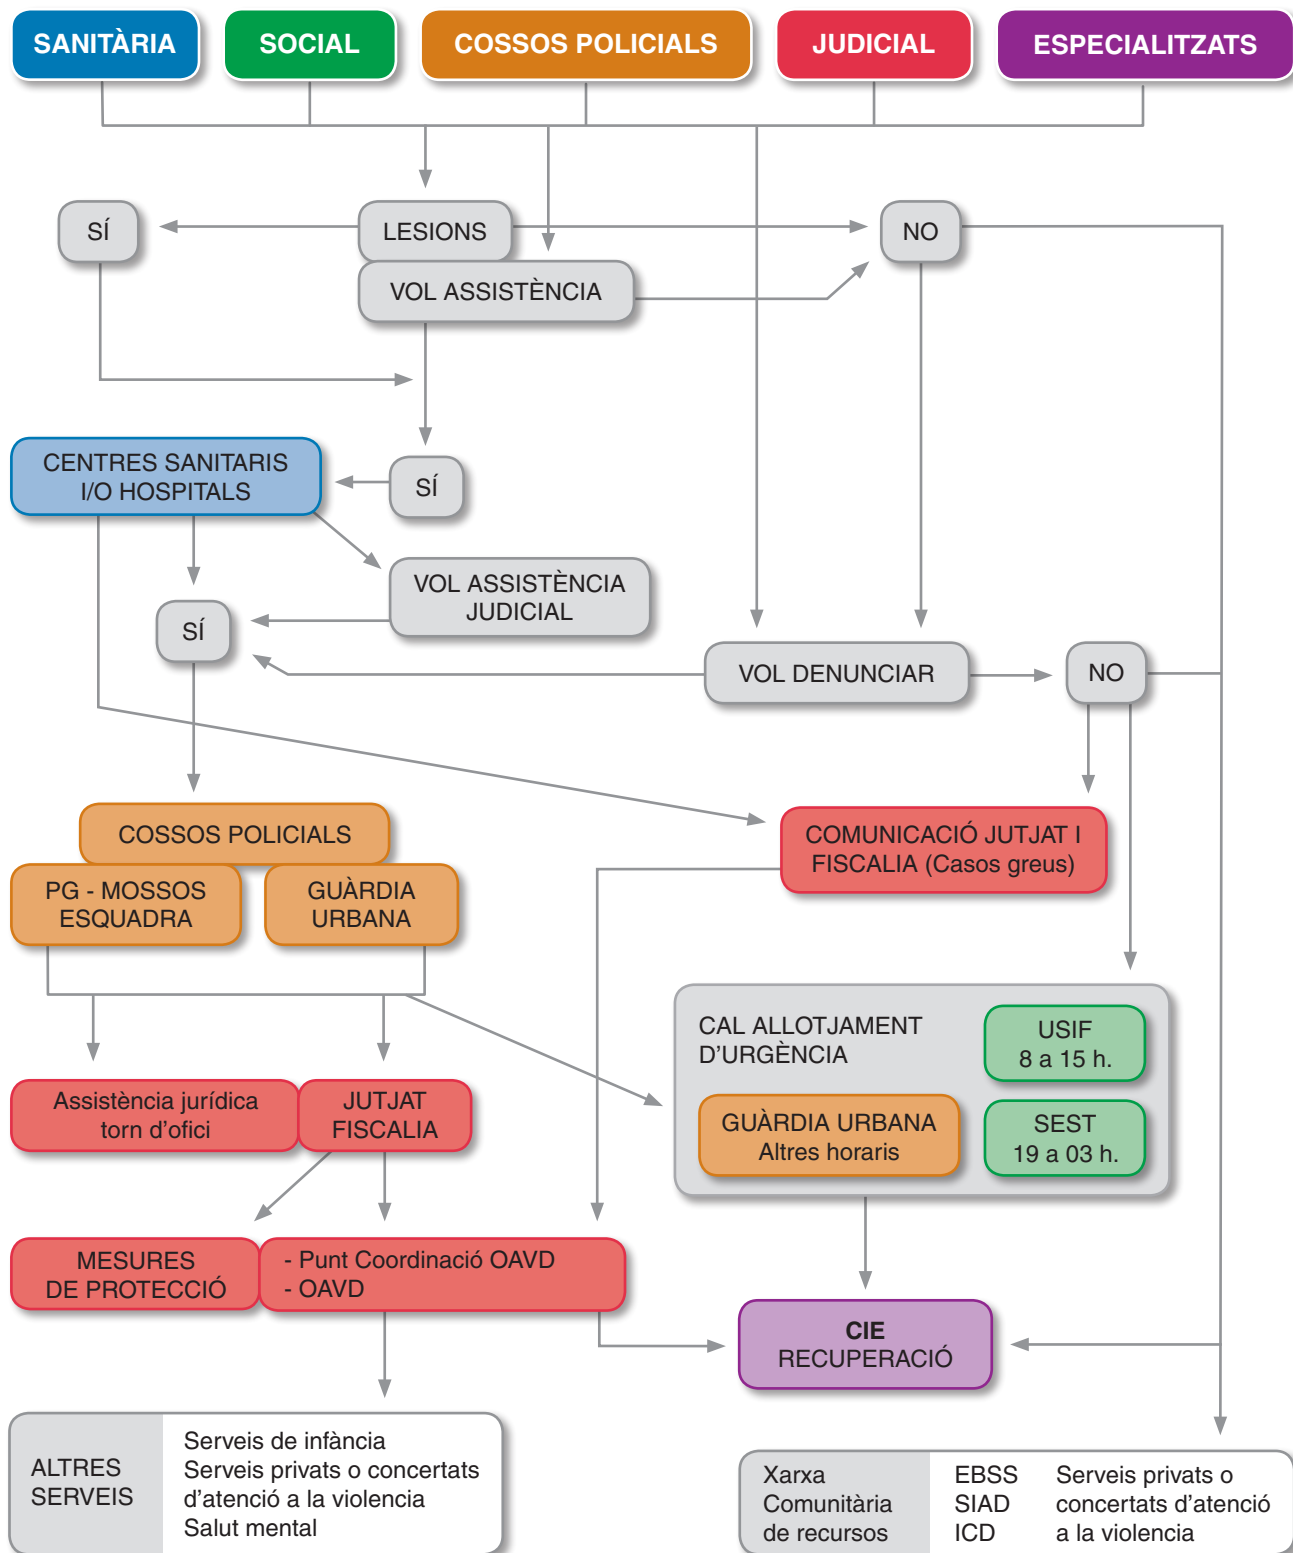 SANITÀRIA
SOCIAL
COSSOS POLICIALS
JUDICIAL
ESPECIALITZATS
SÍ
LESIONS
NO
VOL ASSISTÈNCIA
CENTRES SANITARIS
I/O HOSPITALS
SÍ
VOL ASSISTÈNCIA
JUDICIAL
SÍ
VOL DENUNCIAR
NO
COSSOS POLICIALS
PG - MOSSOS
ESQUADRA
GUÀRDIA
URBANA
COMUNICACIÓ JUTJAT I
FISCALIA (Casos greus)
CAL ALLOTJAMENT
D'URGÈNCIA
USIF
8 a 15 h.
GUÀRDIA URBANA
Altres horaris
SEST
19 a 03 h.
Assistència jurídica
torn d'ofici
JUTJAT
FISCALIA
MESURES
DE PROTECCIÓ
- Punt Coordinació OAVD
- OAVD
CIE
RECUPERACIÓ
ALTRES
SERVEIS
Serveis de infància
Serveis privats o concertats
d'atenció a la violencia
Salut mental
Xarxa
Comunitària
de recursos
EBSS
SIAD
ICD
Serveis privats o
concertats d'atenció
a la violencia